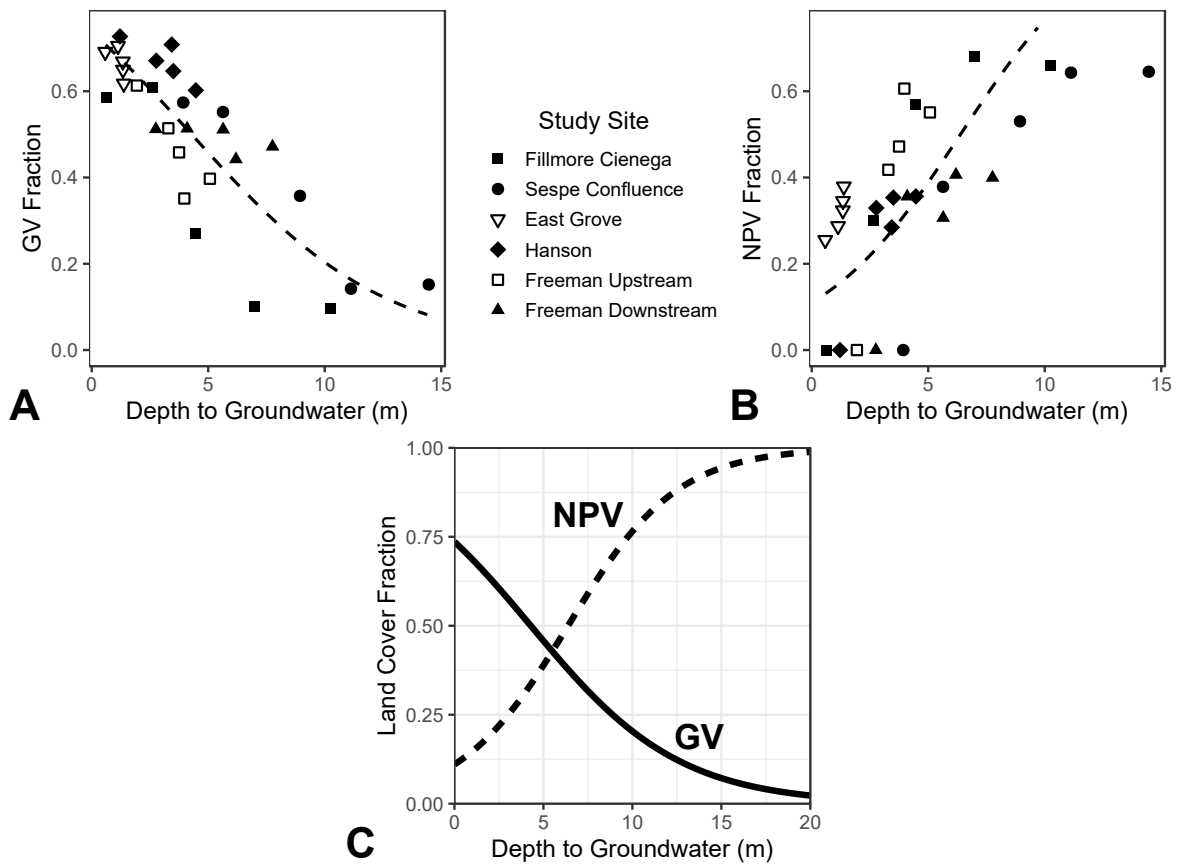 GV Fraction
0.6
0.4
0.2
0.0
0
5
10
15
Depth to Groundwater (m)
A
Study Site
Fillmore Cienega
Sespe Confluence
East Grove
Hanson
Freeman Upstream
Freeman Downstream
NPV Fraction
0.6
0.4
0.2
0.0
0
5
10
15
Depth to Groundwater (m)
B
Land Cover Fraction
1.00
0.75
0.50
0.25
0.00
NPV
GV
0
5
10
15
20
Depth to Groundwater (m)
C